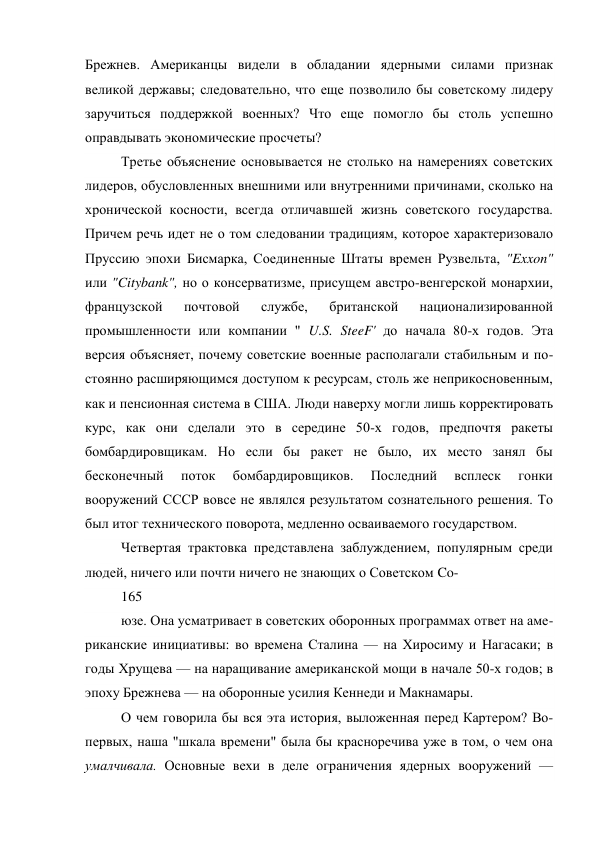 Брежнев. Американцы видели в обладании ядерными силами признак
великой державы; следовательно, что еще позволило бы советскому лидеру
заручиться поддержкой военных? Что еще помогло бы столь успешно
оправдывать экономические просчеты?
Третье объяснение основывается не столько на намерениях советских
лидеров, обусловленных внешними или внутренними причинами, сколько на
хронической косности, всегда отличавшей жизнь советского государства.
Причем речь идет не о том следовании традициям, которое характеризовало
Пруссию эпохи Бисмарка, Соединенные Штаты времен Рузвельта, "Exxon"
или "Citybank", но о консерватизме, присущем австро-венгерской монархии,
французской почтовой службе, британской национализированной
промышленности или компании " U.S. SteeF' до начала 80-х годов. Эта
версия объясняет, почему советские военные располагали стабильным и по-
стоянно расширяющимся доступом к ресурсам, столь же неприкосновенным,
как и пенсионная система в США. Люди наверху могли лишь корректировать
курс, как они сделали это в середине 50-х годов, предпочтя ракеты
бомбардировщикам. Но если бы ракет не было, их место занял бы
бесконечный поток бомбардировщиков. Последний всплеск гонки
вооружений СССР вовсе не являлся результатом сознательного решения. То
был итог технического поворота, медленно осваиваемого государством.
Четвертая трактовка представлена заблуждением, популярным среди
людей, ничего или почти ничего не знающих о Советском Со-
165
юзе. Она усматривает в советских оборонных программах ответ на аме-
риканские инициативы: во времена Сталина — на Хиросиму и Нагасаки; в
годы Хрущева — на наращивание американской мощи в начале 50-х годов; в
эпоху Брежнева — на оборонные усилия Кеннеди и Макнамары.
О чем говорила бы вся эта история, выложенная перед Картером? Во-
первых, наша "шкала времени" была бы красноречива уже в том, о чем она
умалчивала. Основные вехи в деле ограничения ядерных вооружений —